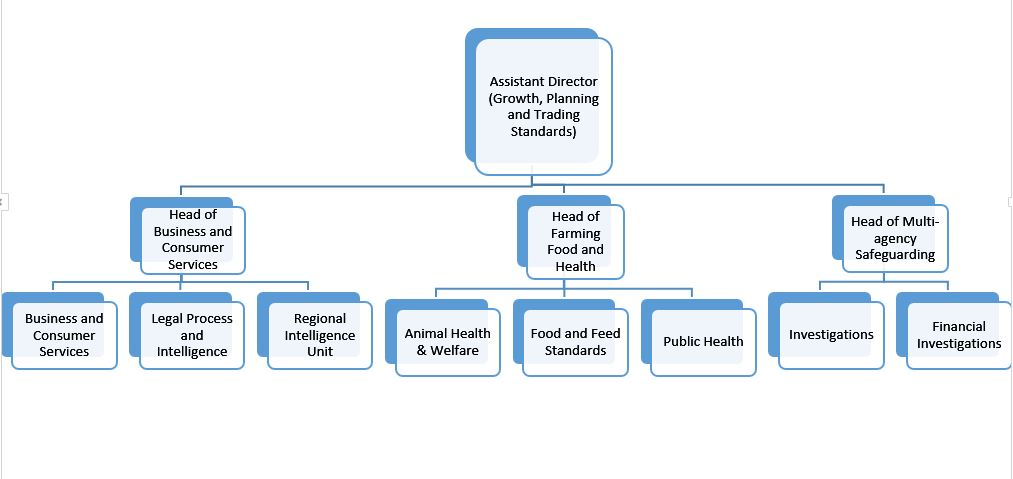 Assistant Director
(Growth, Planning
and Trading
Standards)
Head of
Business and
Consumer
Services
Head of
Farming
Food and
Health
Head of Multi-
agency
Safeguarding
Business and
Consumer
Services
Legal Process
and
Intelligence
Regional
Intelligence
Unit
Animal Health
& Welfare
Food and Feed
Standards
Public Health
Investigations
Financial
Investigations